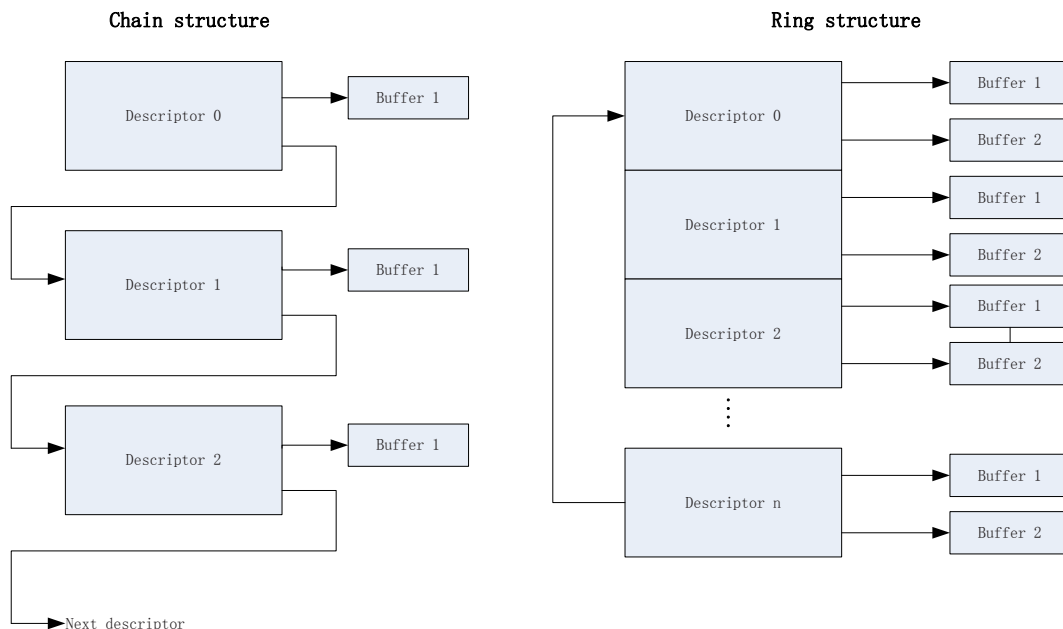 Chain structure
Descriptor 0
Buffer 1
Descriptor 1
Buffer 1
Descriptor 2
Buffer 1
Next descriptor
Ring structure
Descriptor 0
Buffer 1
Buffer 2
Descriptor 1
Buffer 1
Buffer 2
Descriptor 2
Buffer 1
Buffer 2
Descriptor n
Buffer 1
Buffer 2